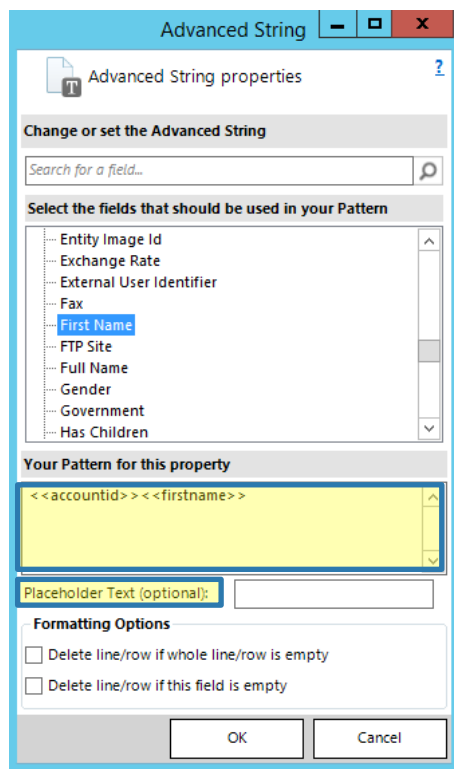 Advanced String
x
T
Advanced String properties
?
Change or set the Advanced String
Search for a field...
Select the fields that should be used in your Pattern
Entity Image Id
Exchange Rate
External User Identifier
Fax
First Name
FTP Site
Full Name
Gender
Government
Has Children
Your Pattern for this property
<<accountid>><<firstname>>
Placeholder Text (optional):
Formatting Options
Delete line/row if whole line/row is empty
Delete line/row if this field is empty
OK Cancel